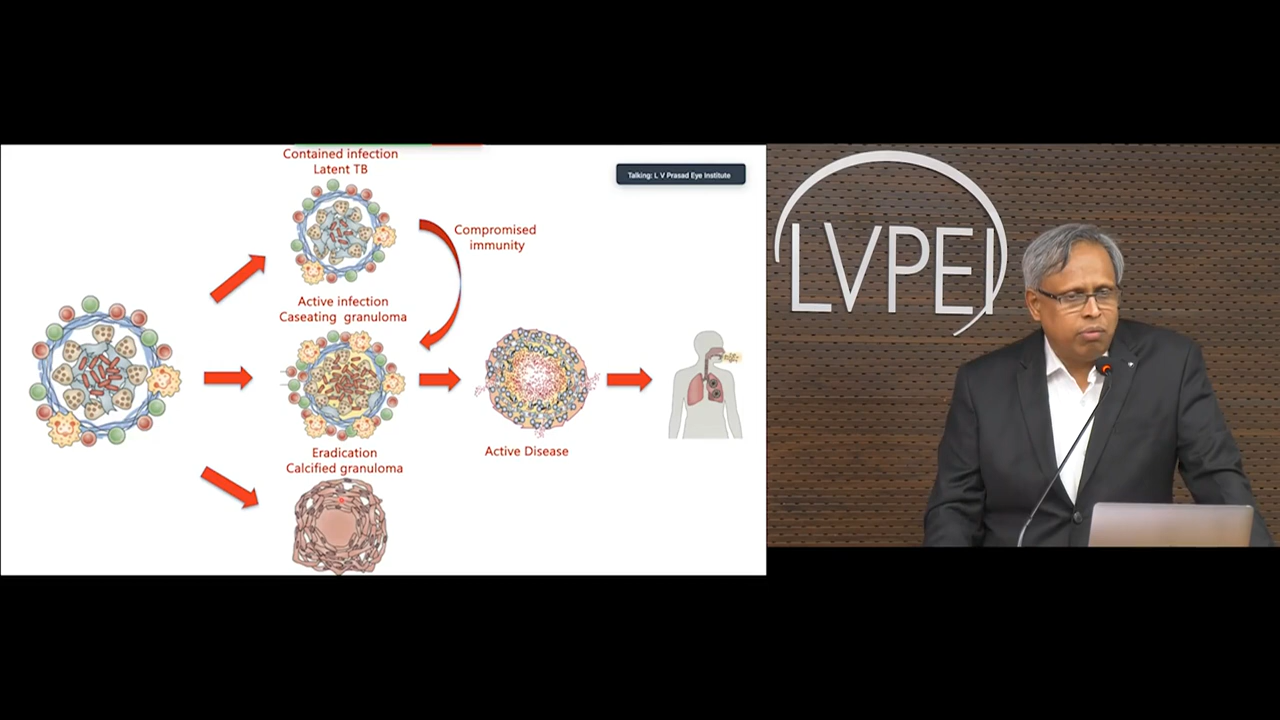 Contained infection
Latent TB
Talking: L V Prasad Eye Institute
Compromised
immunity
Active infection
Caseating granuloma
Active Disease
Eradication
Calcified granuloma
LVPEI